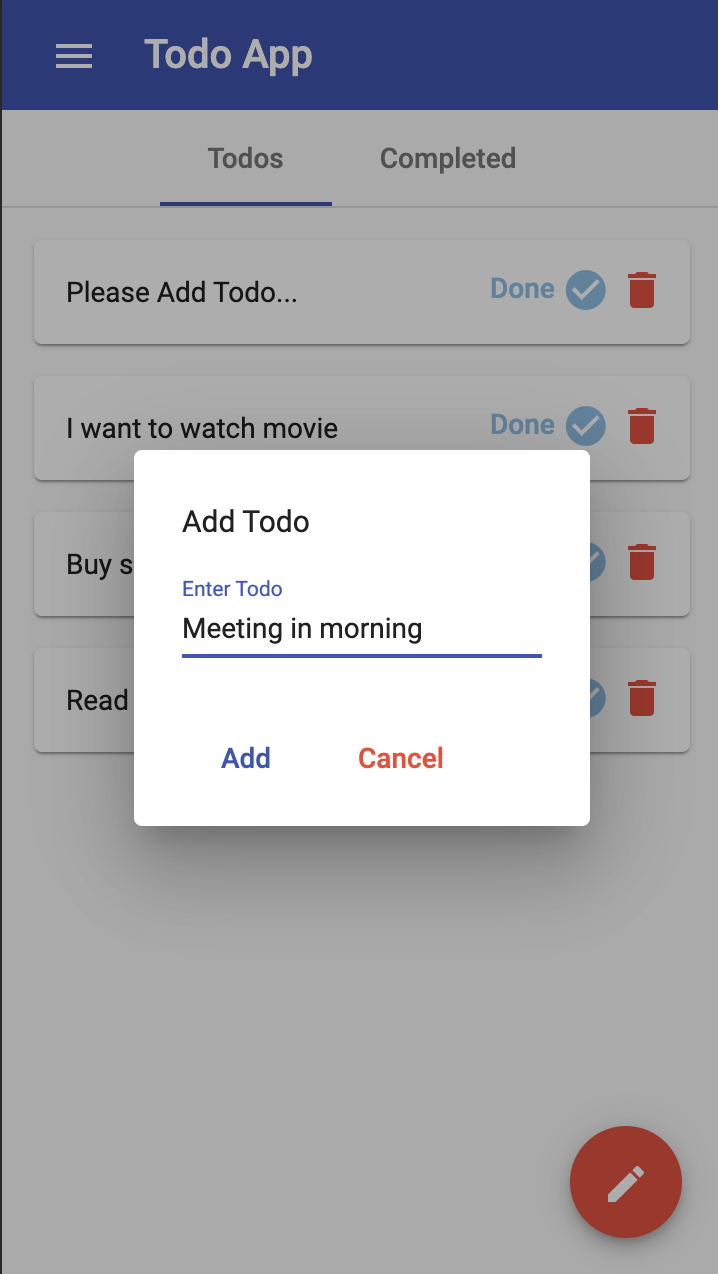 Todo App
Todos Completed
Please Add Todo... Done
I want to watch movie Done
Buy
Add Todo
Enter Todo
Meeting in morning
Read
Add Cancel